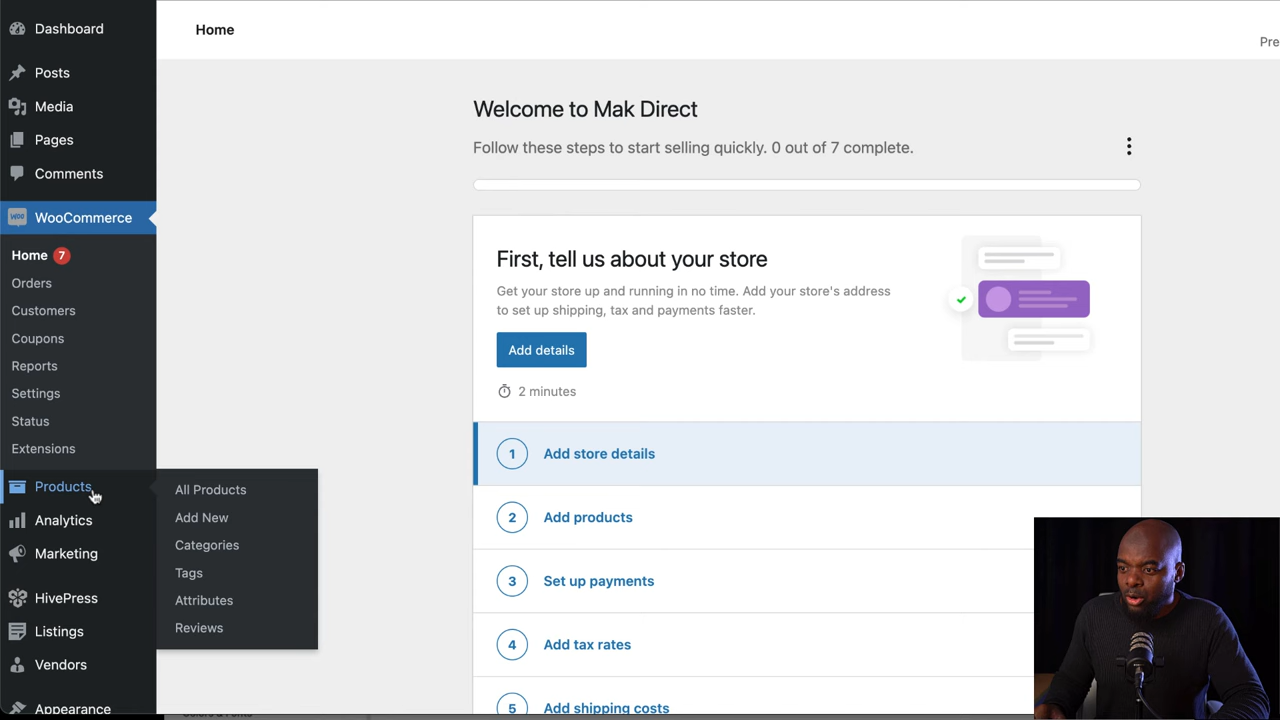 Dashboard
Posts
Media
Pages
Comments
WOO WooCommerce
Home 7
Orders
Customers
Coupons
Reports
Settings
Status
Extensions
Products
Analytics
Marketing
HivePress
Listings
Vendors
Appearance
All Products
Add New
Categories
Tags
Attributes
Reviews
Home
Pre
Welcome to Mak Direct
Follow these steps to start selling quickly. 0 out of 7 complete.
First, tell us about your store
Get your store up and running in no time. Add your store's address
to set up shipping, tax and payments faster.
Add details
2 minutes
1 Add store details
2 Add products
3 Set up payments
4 Add tax rates
5 Add shipping costs